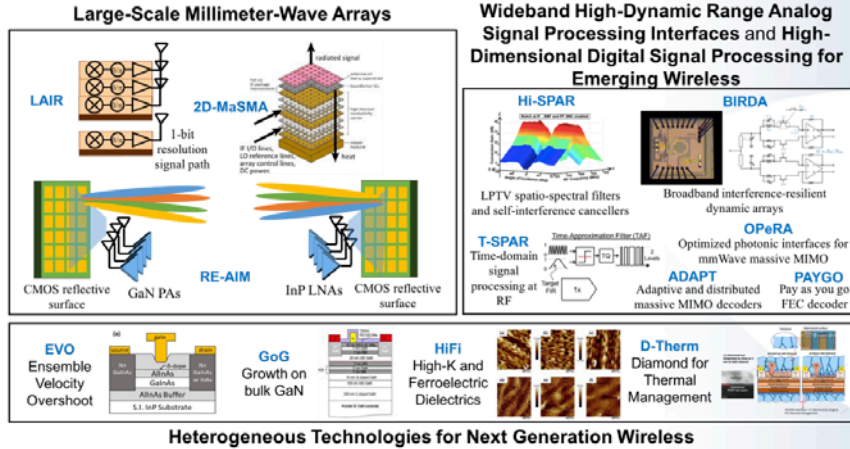 Large-Scale Millimeter-Wave Arrays
LAIR
1-bit
resolution
signal path
2D-MaSMA
radiated signal
IF I/O lines,
LO reference lines,
array control lines,
DC power.
heat
CMOS reflective
surface
GaN PAs
RE-AIM
InP LNAs
CMOS reflective
surface
Wideband High-Dynamic Range Analog
Signal Processing Interfaces and High-
Dimensional Digital Signal Processing for
Emerging Wireless
Hi-SPAR
LPTV spatio-spectral filters
and self-interference cancellers
BIRDA
Broadband interference-resilient
dynamic arrays
T-SPAR
Time-domain
signal
processing at
RF
Time-Approximation Filter (TAF)
2
Levels
TQ
Target
FIR
OPeRA
Optimized photonic interfaces for
mmWave massive MIMO
ADAPT
Adaptive and distributed
massive MIMO decoders
PAYGO
Pay as you go
FEC decoder
EVO
Ensemble
Velocity
Overshoot
(a)
source
gate
drain
AlInAs
GaInAs
AlInAs Buffer
S.I. InP Substrate
GoG
Growth on
bulk GaN
HiFi
High-K and
Ferroelectric
Dielectrics
D-Therm
Diamond for
Thermal
Management
Heterogeneous Technologies for Next Generation Wireless